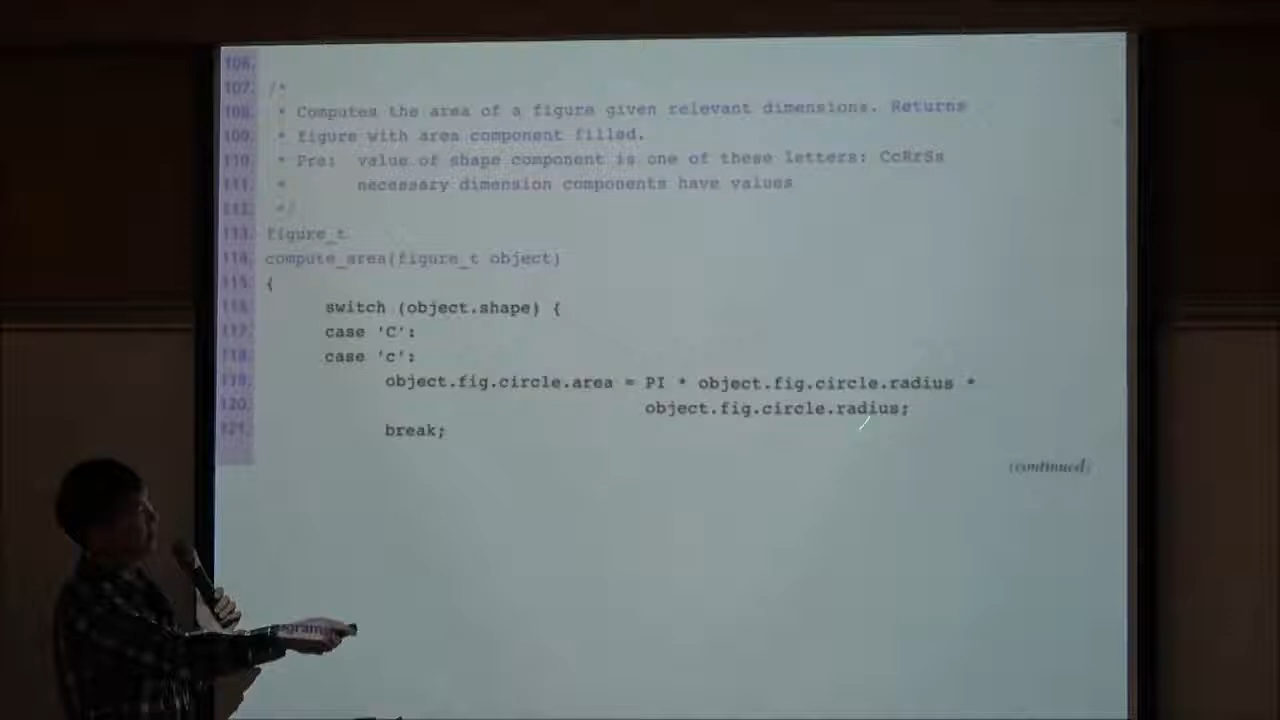 106.
107. /*
108. * Computes the area of a figure given relevant dimensions. Returns
109. * figure with area component filled.
110. * Pre: value of shape component is one of these letters: CcRrSs
111. * necessary dimension components have values
112. */
113. figure_t
114. compute_area(figure_t object)
115. {
116. switch (object.shape) {
117. case 'C':
118. case 'c':
119. object.fig.circle.area = PI * object.fig.circle.radius *
120. object.fig.circle.radius;
121. break;
(continued)